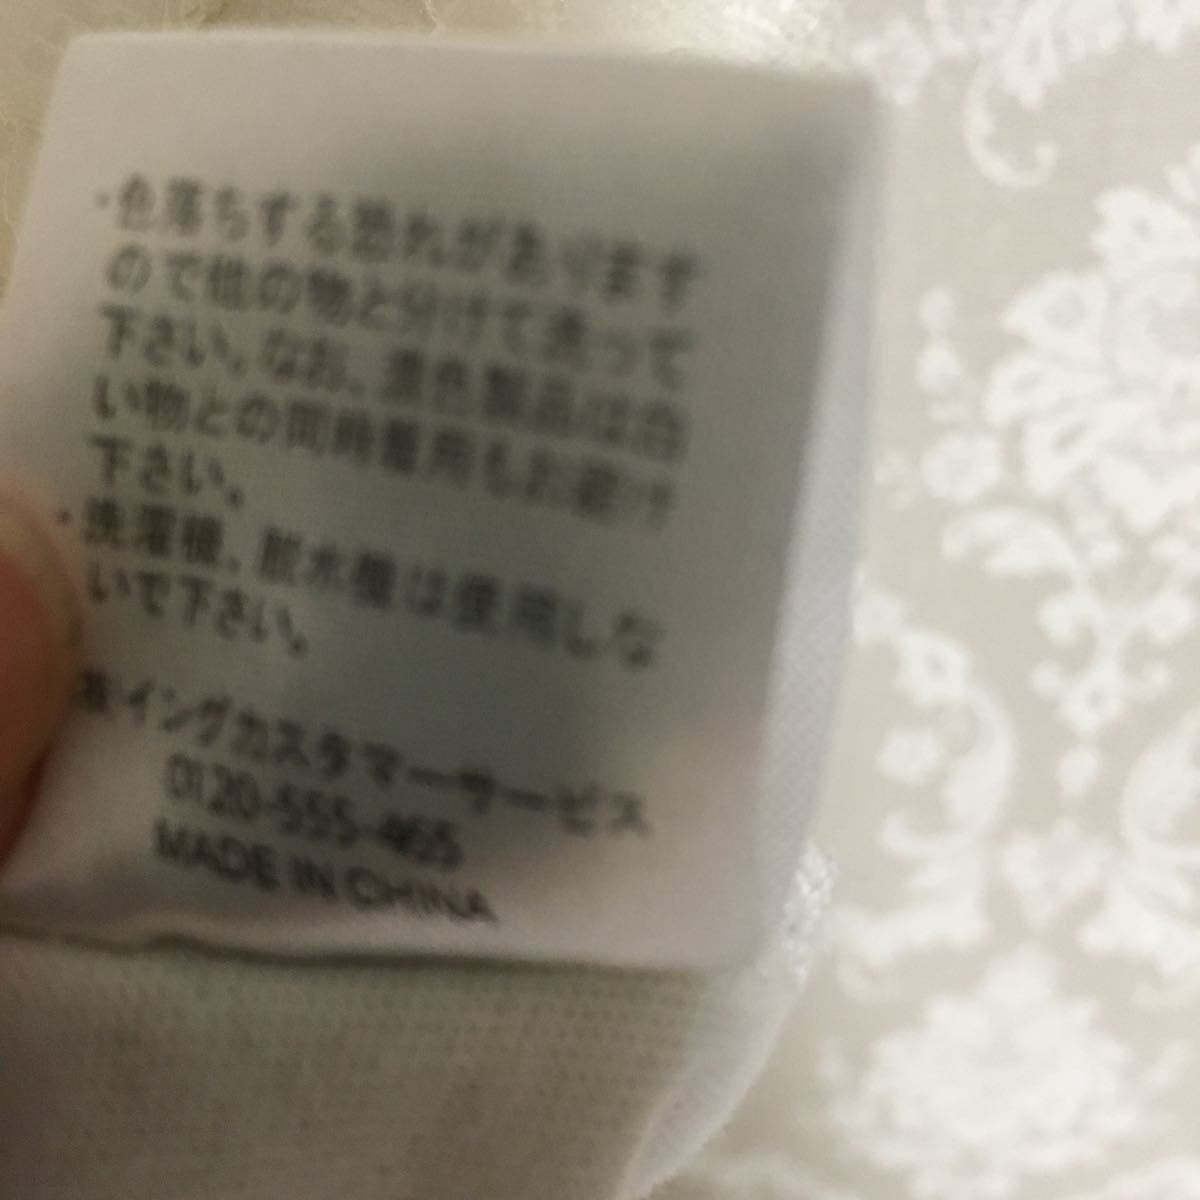 ・色落ちする恐れがあります
ので他の物と分けて洗って
下さい。なお、濃色製品は白
い物との同時着用もお避け
下さい。
・洗濯機、脱水機は使用しな
いで下さい。
㈱イングカスタマーサービス
0120-555-465
MADE IN CHINA